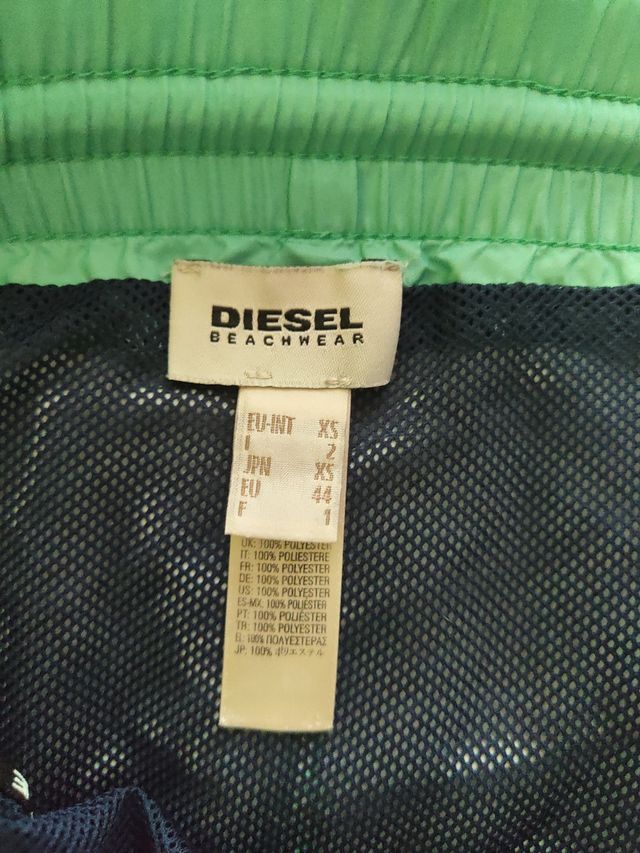 DIESEL
BEACHWEAR
EU-INT XS
I 2
JPN XS
EU 44
F 1
UK: 100% POLYESTER
IT: 100% POLIESTERE
FR: 100% POLYESTER
DE: 100% POLYESTER
US: 100% POLYESTER
ES-MX: 100% POLIÉSTER
PT: 100% POLIÉSTER
TR: 100% POLYESTER
EL: 100% ΠΟΛΥΕΣΤΕΡΑΣ
JP: 100% ポリエステル